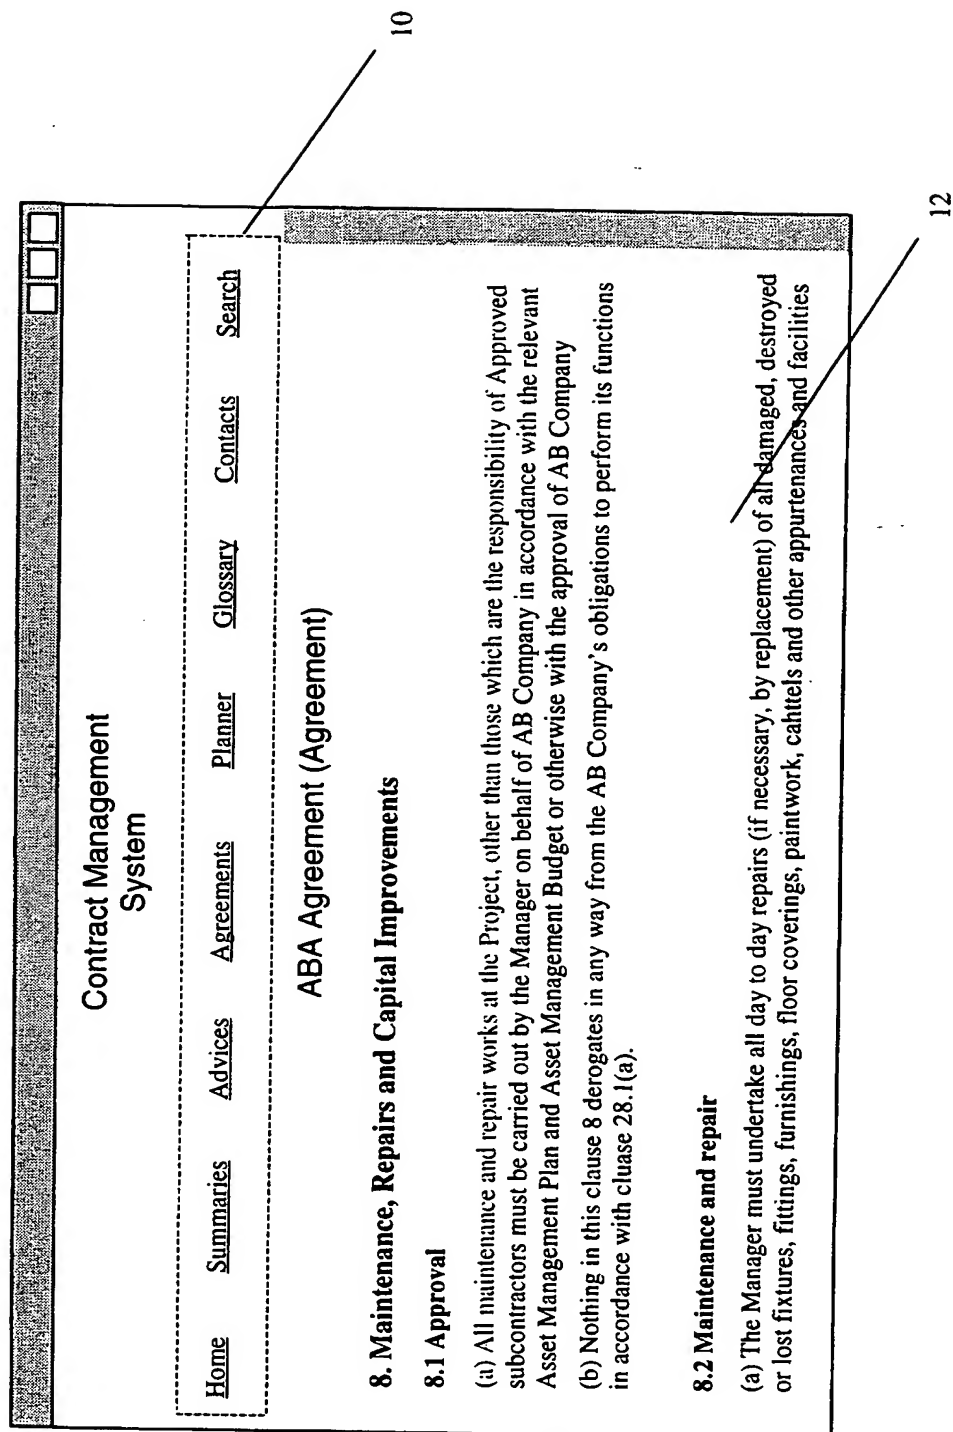 Contract Management
System
Home Summaries Advices Agreements Planner Glossary Contacts Search
10
ABA Agreement (Agreement)
8. Maintenance, Repairs and Capital Improvements
8.1 Approval
(a) All maintenance and repair works at the Project, other than those which are the responsibility of Approved
subcontractors must be carried out by the Manager on behalf of AB Company in accordance with the relevant
Asset Management Plan and Asset Management Budget or otherwise with the approval of AB Company
(b) Nothing in this clause 8 derogates in any way from the AB Company's obligations to perform its functions
in accordance with cluase 28.1(a).
8.2 Maintenance and repair
(a) The Manager must undertake all day to day repairs (if necessary, by replacement) of all damaged, destroyed
or lost fixtures, fittings, furnishings, floor coverings, paintwork, cahttels and other appurtenances and facilities
12